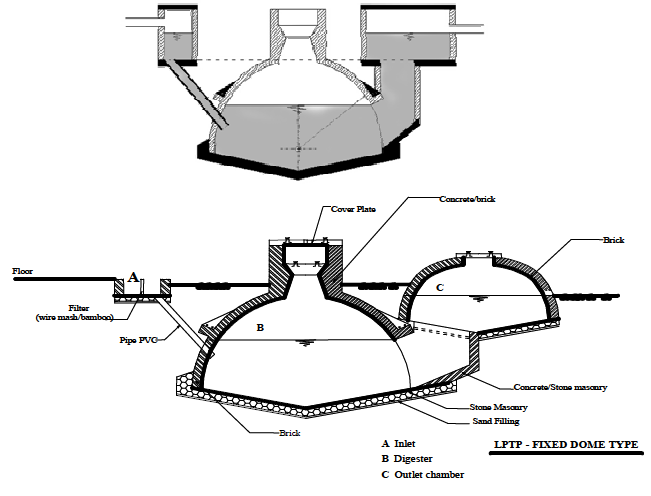 Cover Plate
Concrete/brick
Brick
Floor
A
C
Filter
(wire mash/bamboo)
B
Pipe PVC
Concrete/Stone masonry
Stone Masonry
Sand Filling
Brick
A Inlet
B Digester
C Outlet chamber
LPTP - FIXED DOME TYPE